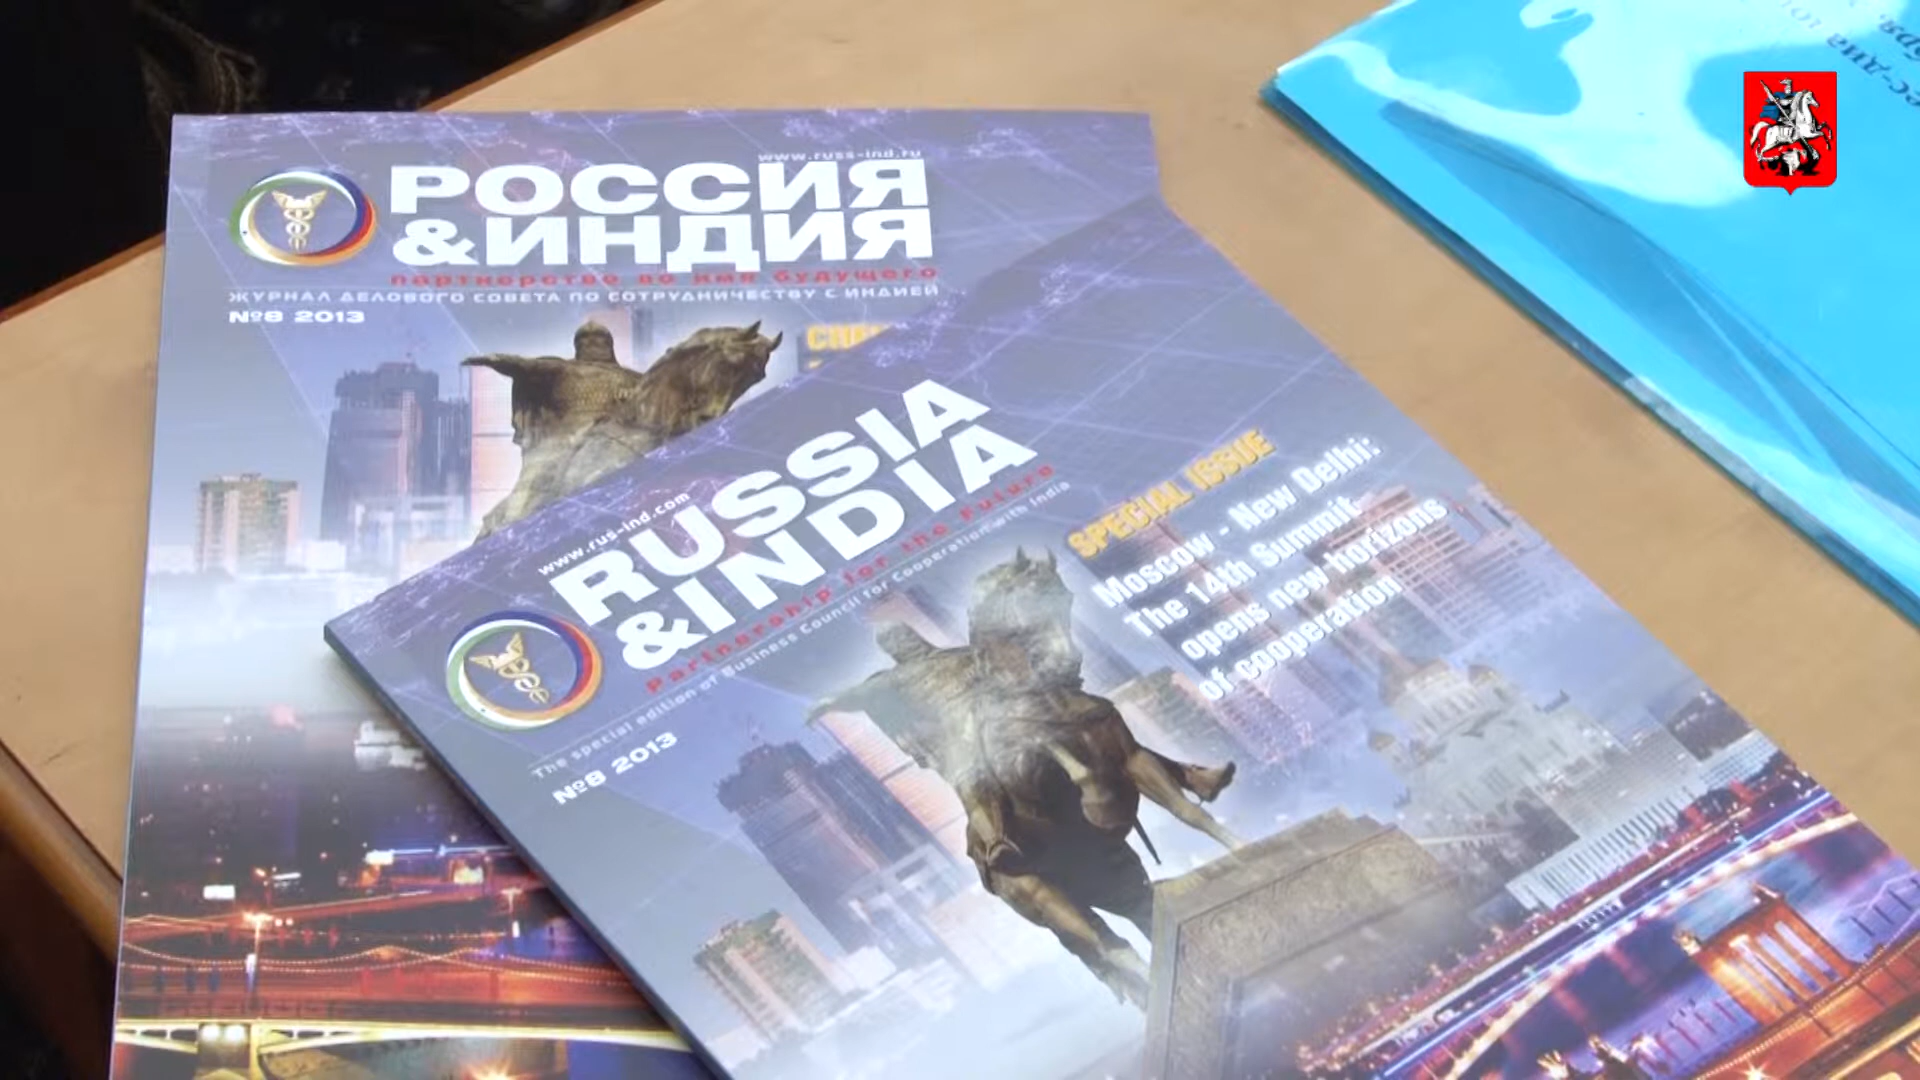 www.russ-ind.ru
РОССИЯ
&ИНДИЯ
партнерство во имя будущего
ЖУРНАЛ ДЕЛОВОГО СОВЕТА ПО СОТРУДНИЧЕСТВУ С ИНДИЕЙ
№8 2013
www.rus-ind.com
RUSSIA
&INDIA
Partnership for the Future
The special edition of Business Council for Cooperation with India
№8 2013
SPECIAL ISSUE
Moscow - New Delhi:
The 14th Summit
opens new horizons
of cooperation